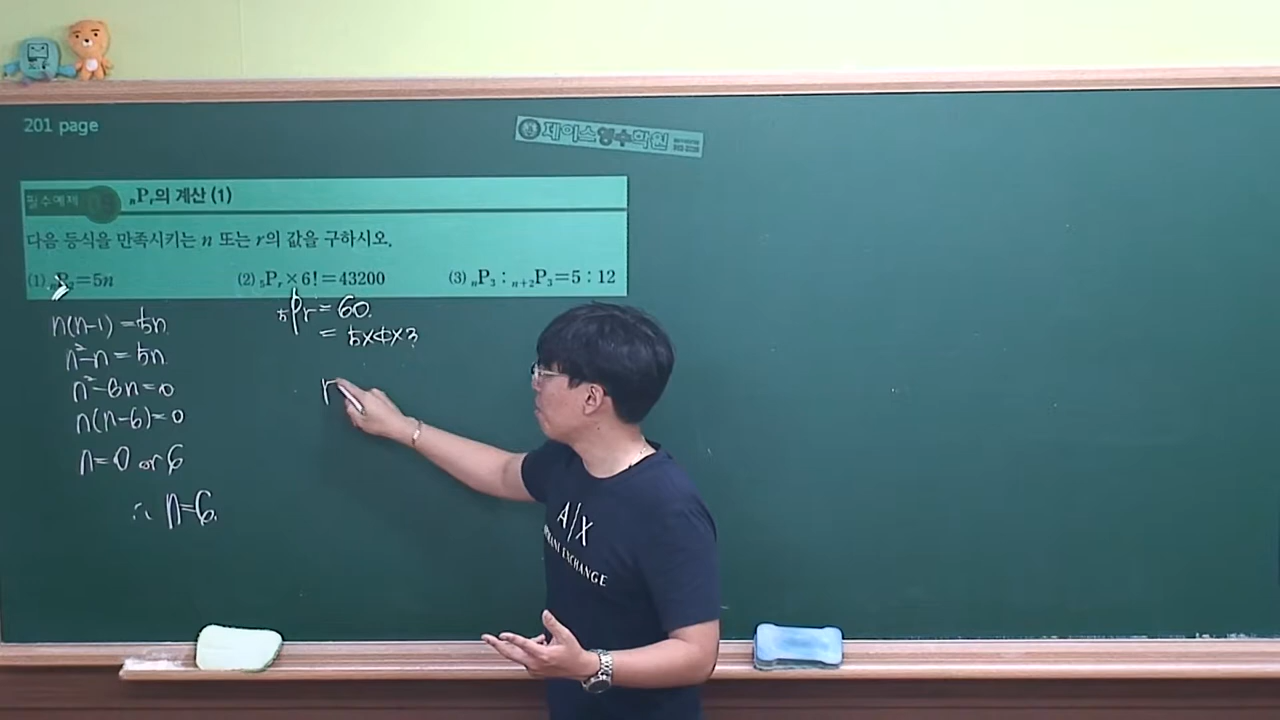 201 page
제이스영수학원
필수예제 09 ₙPᵣ의 계산 (1)
다음 등식을 만족시키는 n 또는 r의 값을 구하시오.
(1) ₙP₂=5n (2) ₅Pᵣ×6!=43200 (3) ₙP₃ : ₙ₊₂P₃=5 : 12
n(n-1) = 5n
n²-n = 5n
n²-6n=0
n(n-6)=0
n=0 or 6
∴ n=6.
₅Pᵣ = 60.
= 5×4×3
r
A|X
ARMANI EXCHANGE